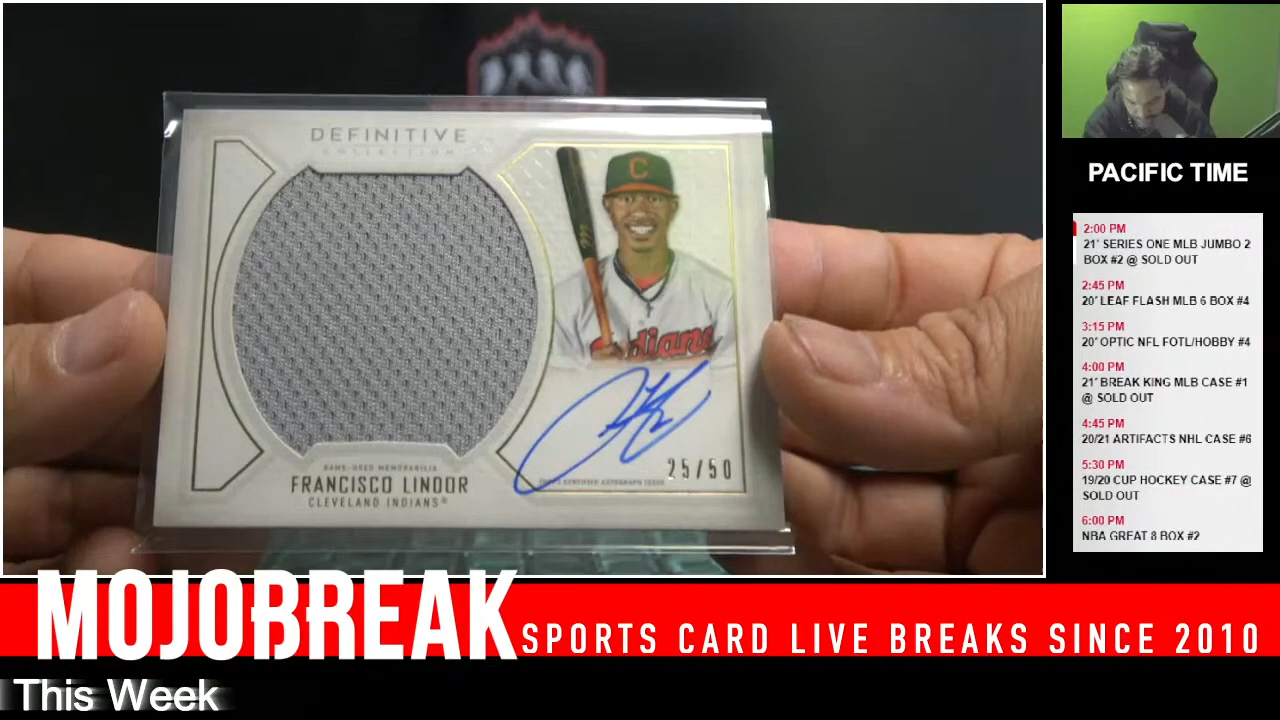 DEFINITIVE
COLLECTION
C
Indians
25/50
GAME-USED MEMORABILIA
FRANCISCO LINDOR
CLEVELAND INDIANS®
TOPPS CERTIFIED AUTOGRAPH ISSUE
PACIFIC TIME
2:00 PM
21' SERIES ONE MLB JUMBO 2
BOX #2 @ SOLD OUT
2:45 PM
20' LEAF FLASH MLB 6 BOX #4
3:15 PM
20' OPTIC NFL FOTL/HOBBY #4
4:00 PM
21' BREAK KING MLB CASE #1
@ SOLD OUT
4:45 PM
20/21 ARTIFACTS NHL CASE #6
5:30 PM
19/20 CUP HOCKEY CASE #7 @
SOLD OUT
6:00 PM
NBA GREAT 8 BOX #2
MOJOBREAK
SPORTS CARD LIVE BREAKS SINCE 2010
This Week